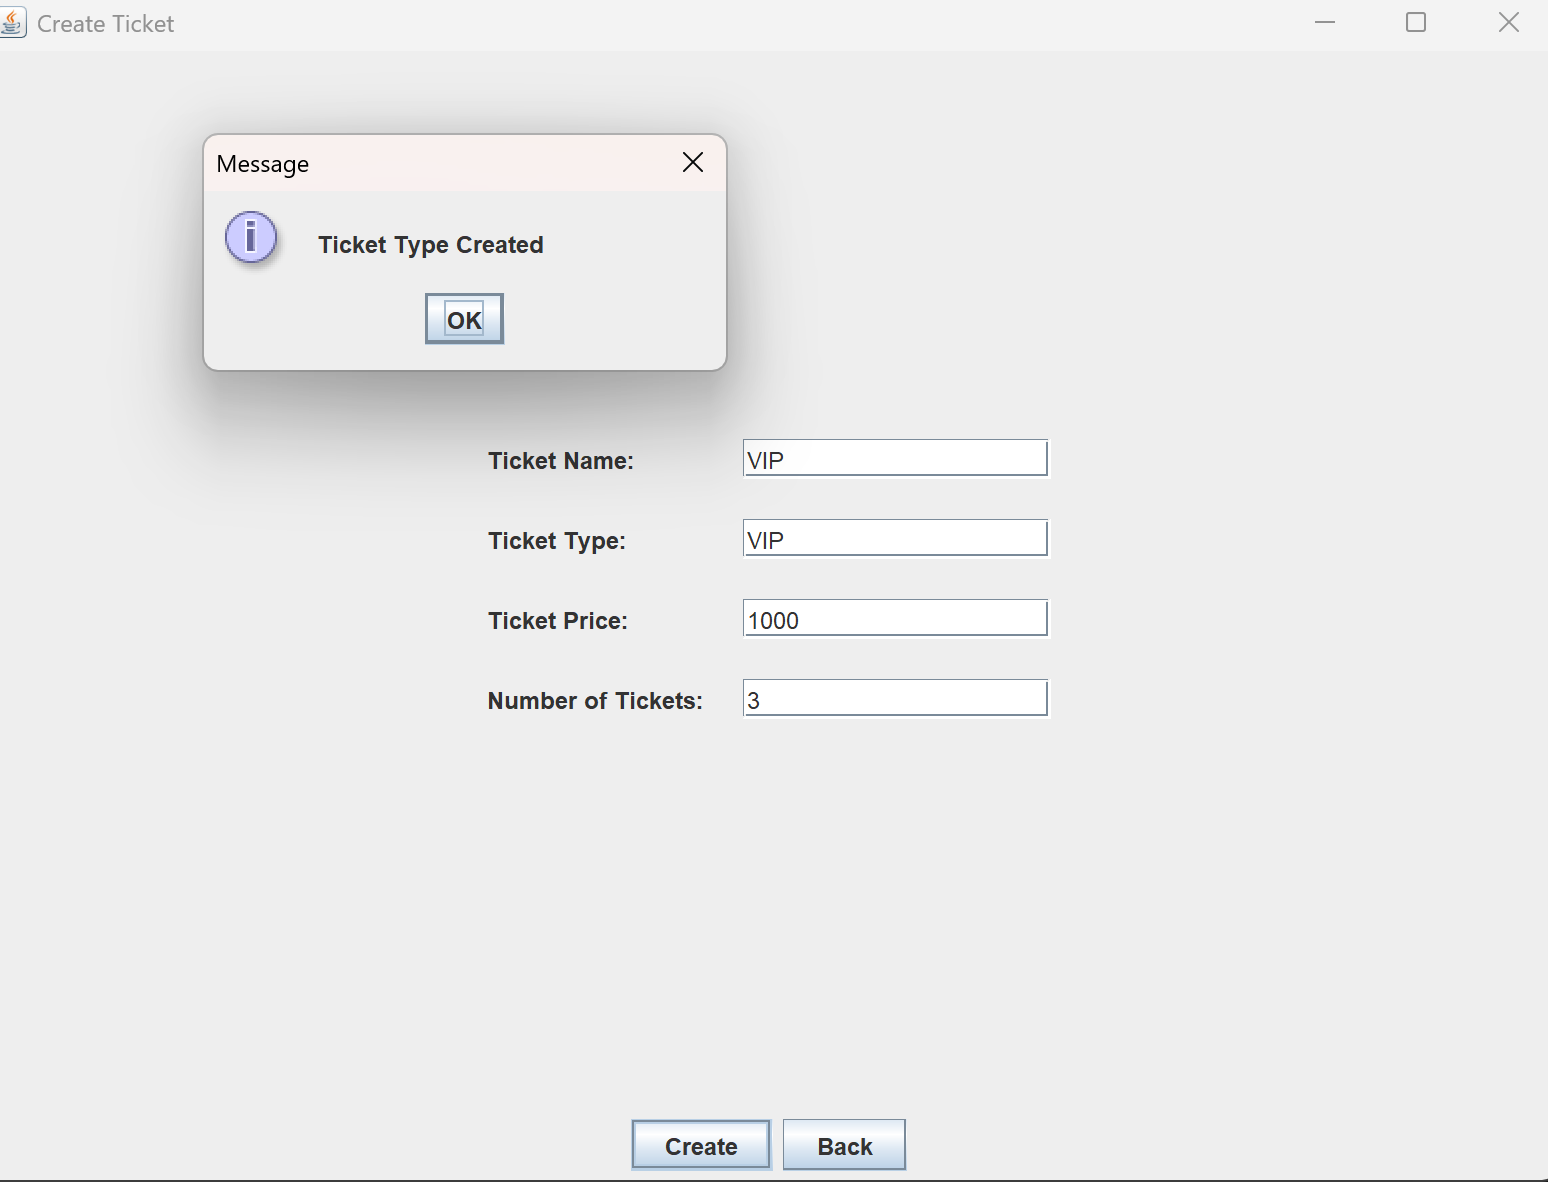 Create Ticket
Message
Ticket Type Created
OK
Ticket Name: VIP
Ticket Type: VIP
Ticket Price: 1000
Number of Tickets: 3
Create Back